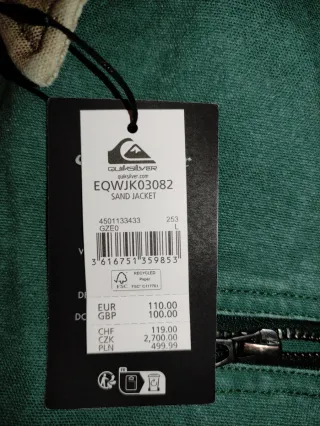 QUIKSILVER
quiksilver.com
EQWJK03082
SAND JACKET
4501133433 253
GZE0 L
3 616751 359853
FSC
RECYCLED
Paper
EUR 110.00
GBP 100.00
CHF 119.00
CZK 2,700.00
PLN 499.99